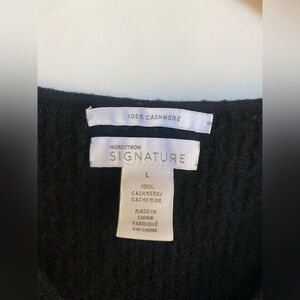 100% CASHMERE
NORDSTROM
SIGNATURE
L
100%
CASHMERE/
CACHEMIRE
MADE IN
CHINA
FABRIQUÉ
EN CHINE